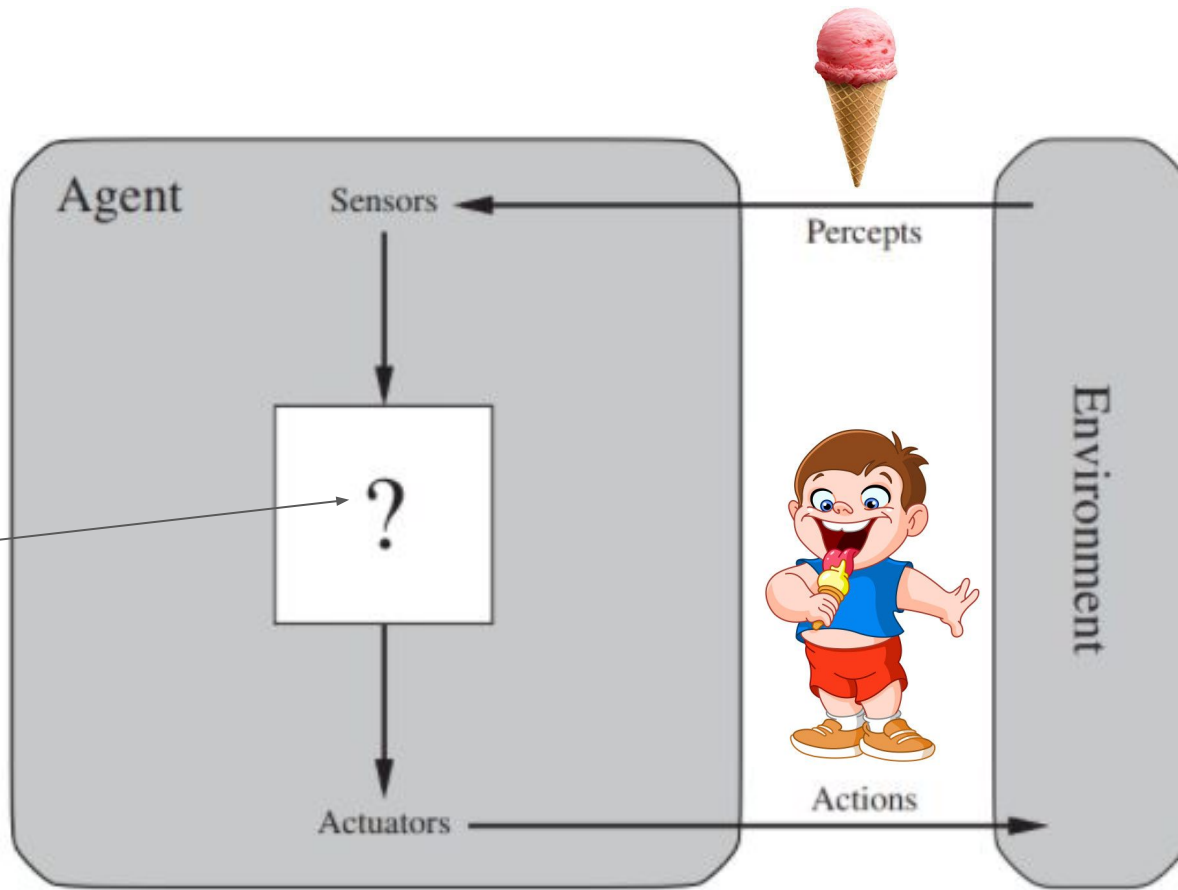 Agent
Sensors
Percepts
?
Environment
Actions
Actuators